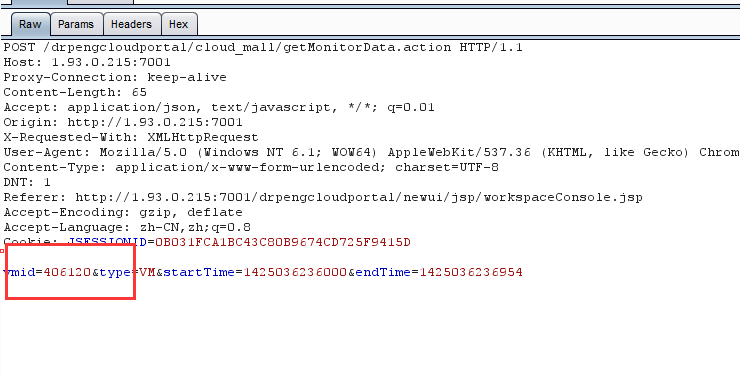 Raw Params Headers Hex
POST /drpengcloudportal/cloud_mall/getMonitorData.action HTTP/1.1
Host: 1.93.0.215:7001
Proxy-Connection: keep-alive
Content-Length: 65
Accept: application/json, text/javascript, */*; q=0.01
Origin: http://1.93.0.215:7001
X-Requested-With: XMLHttpRequest
User-Agent: Mozilla/5.0 (Windows NT 6.1; WOW64) AppleWebKit/537.36 (KHTML, like Gecko) Chrom
Content-Type: application/x-www-form-urlencoded; charset=UTF-8
DNT: 1
Referer: http://1.93.0.215:7001/drpengcloudportal/newui/jsp/workspaceConsole.jsp
Accept-Encoding: gzip, deflate
Accept-Language: zh-CN,zh;q=0.8
Cookie: JSESSIONID=0B031FCA1BC43C80B9674CD725F9415D
vmid=406120&type=VM&startTime=1425036236000&endTime=1425036236954